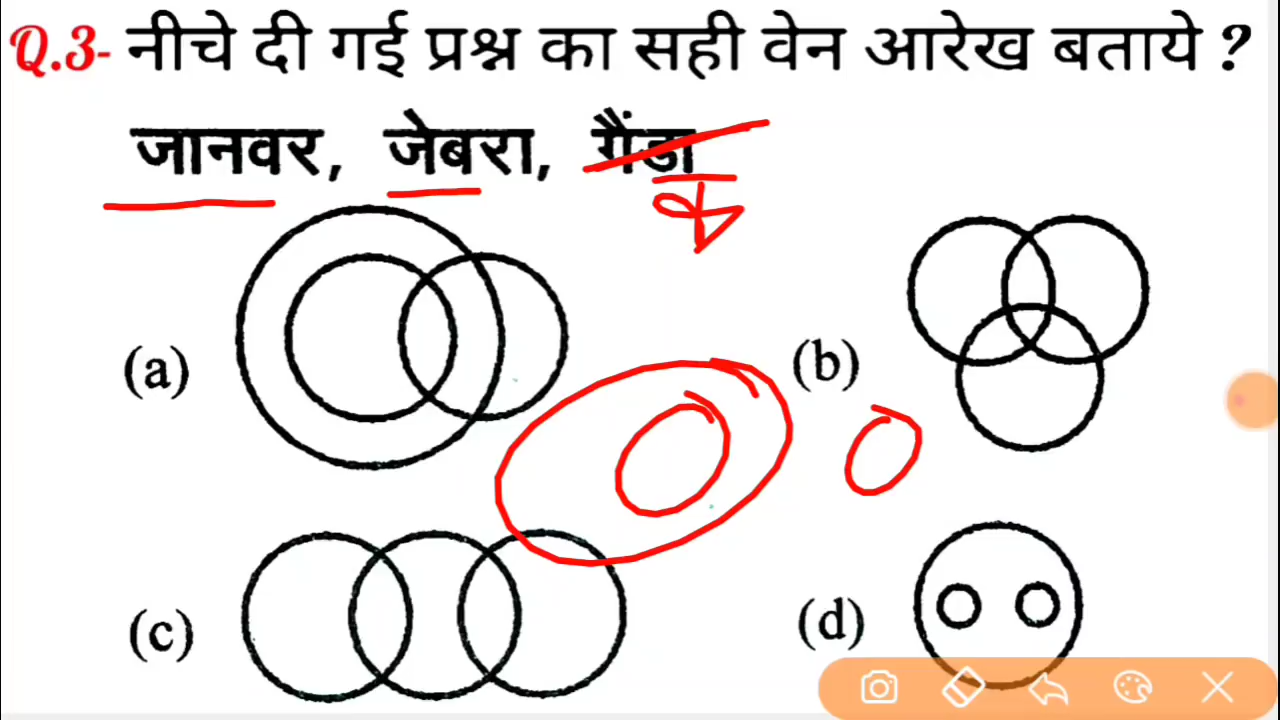 Q.3- नीचे दी गई प्रश्न का सही वेन आरेख बताये ?
जानवर, जेबरा, गैंडा
(a)
(b)
(c)
(d)